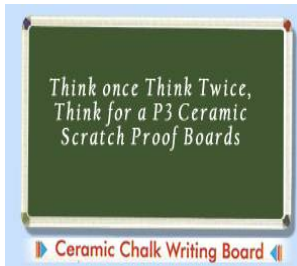 Think once Think Twice,
Think for a P3 Ceramic
Scratch Proof Boards
Ceramic Chalk Writing Board